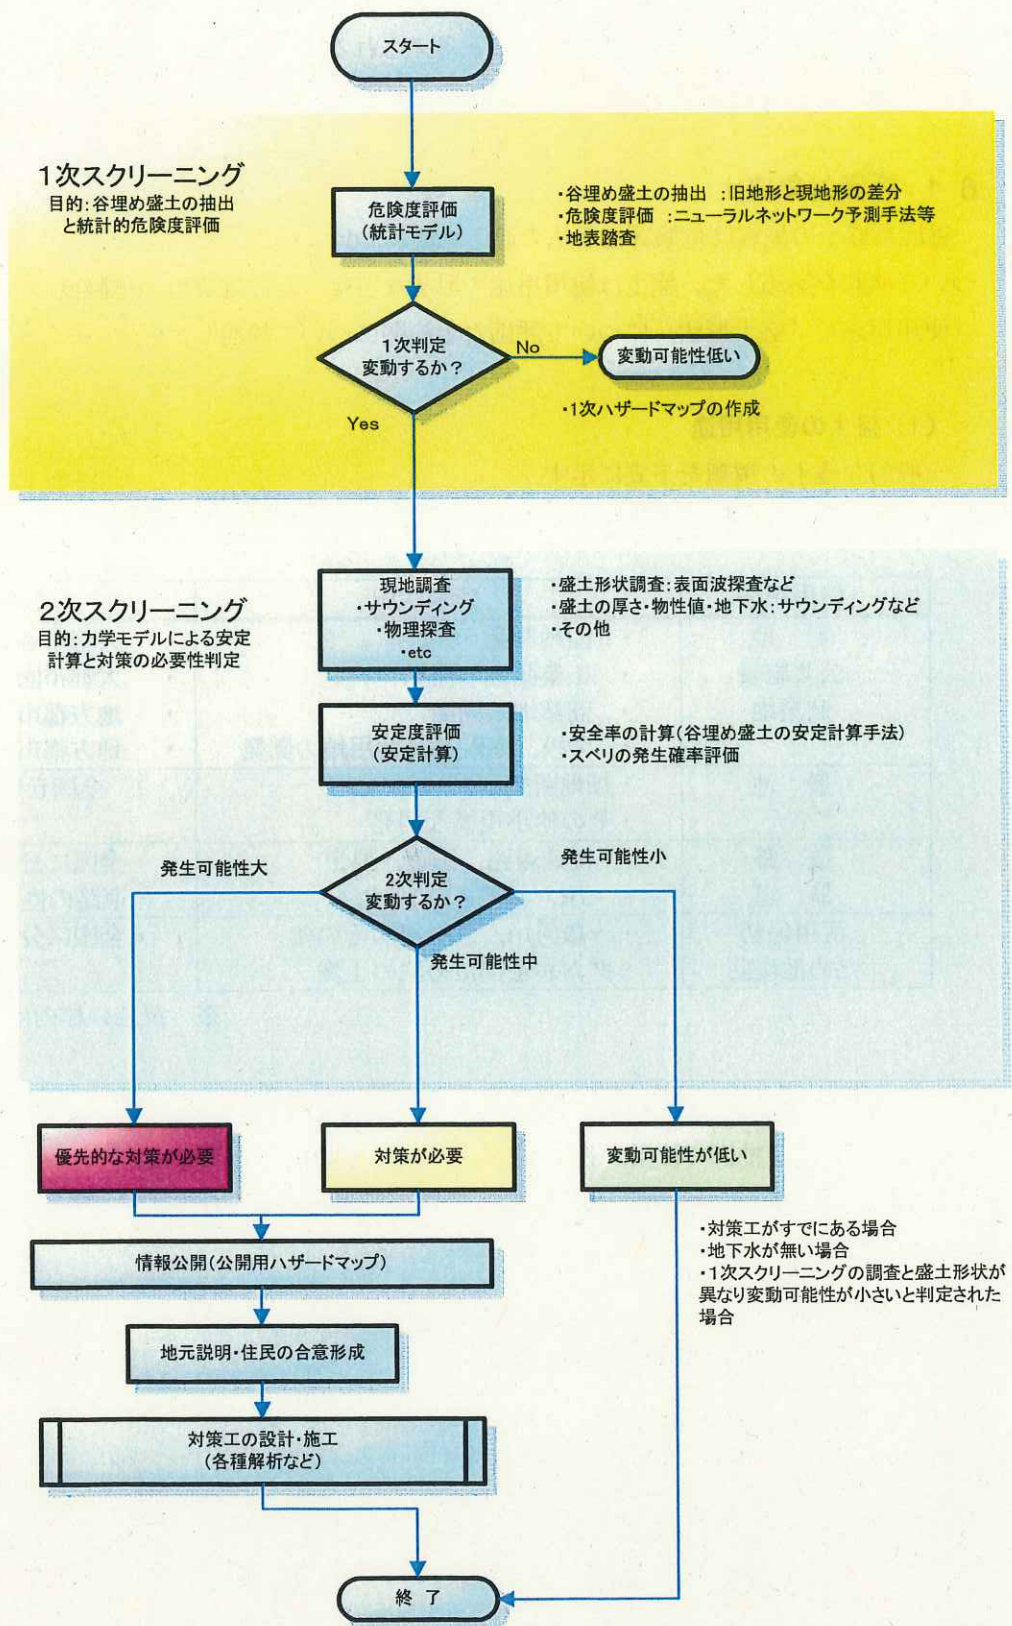 スタート
1次スクリーニング
目的:谷埋め盛土の抽出
と統計的危険度評価
危険度評価
(統計モデル)
・谷埋め盛土の抽出 :旧地形と現地形の差分
・危険度評価 :ニューラルネットワーク予測手法等
・地表踏査
1次判定
変動するか?
No
変動可能性低い
・1次ハザードマップの作成
Yes
2次スクリーニング
目的:力学モデルによる安定
計算と対策の必要性判定
現地調査
・サウンディング
・物理探査
・etc
・盛土形状調査:表面波探査など
・盛土の厚さ・物性値・地下水:サウンディングなど
・その他
安定度評価
(安定計算)
・安全率の計算(谷埋め盛土の安定計算手法)
・スベリの発生確率評価
発生可能性大
2次判定
変動するか?
発生可能性小
発生可能性中
優先的な対策が必要
対策が必要
変動可能性が低い
・対策工がすでにある場合
・地下水が無い場合
・1次スクリーニングの調査と盛土形状が
異なり変動可能性が小さいと判定された
場合
情報公開(公開用ハザードマップ)
地元説明・住民の合意形成
対策工の設計・施工
(各種解析など)
終 了